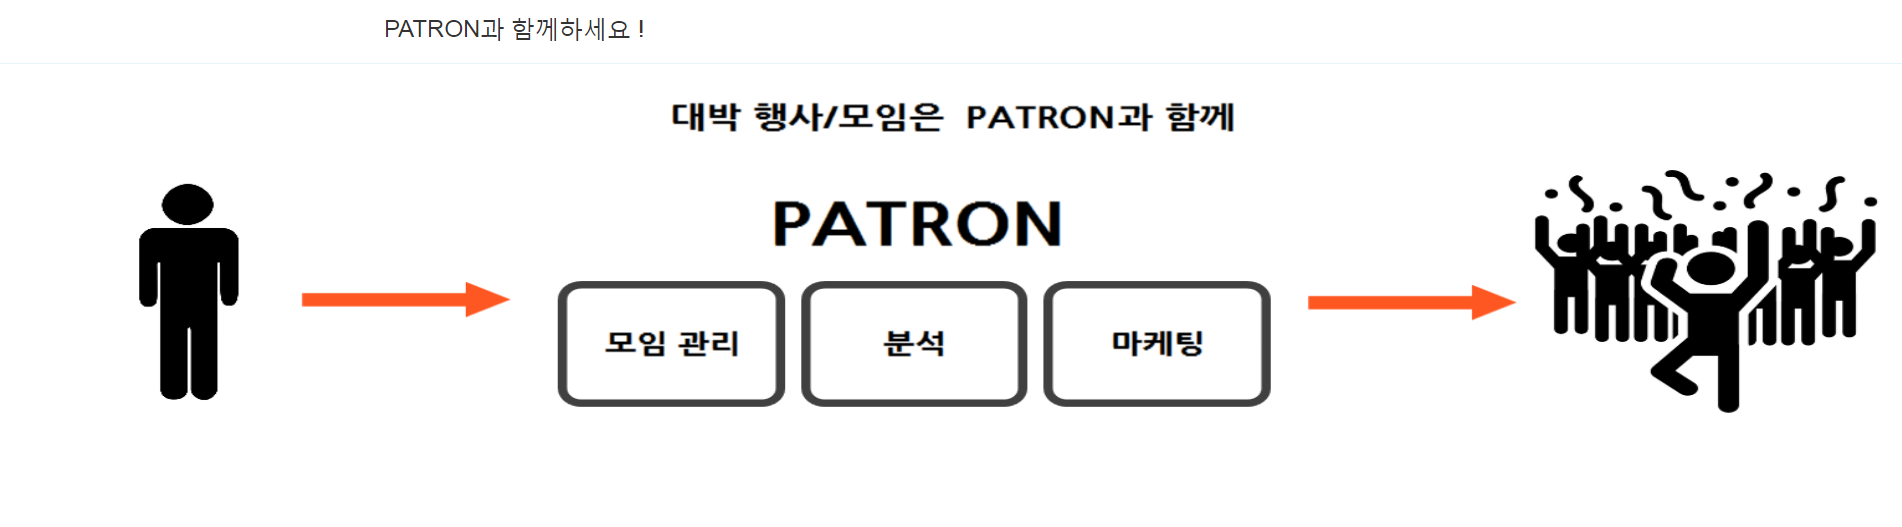 PATRON과 함께하세요 !
대박 행사/모임은 PATRON과 함께
PATRON
모임 관리
분석
마케팅